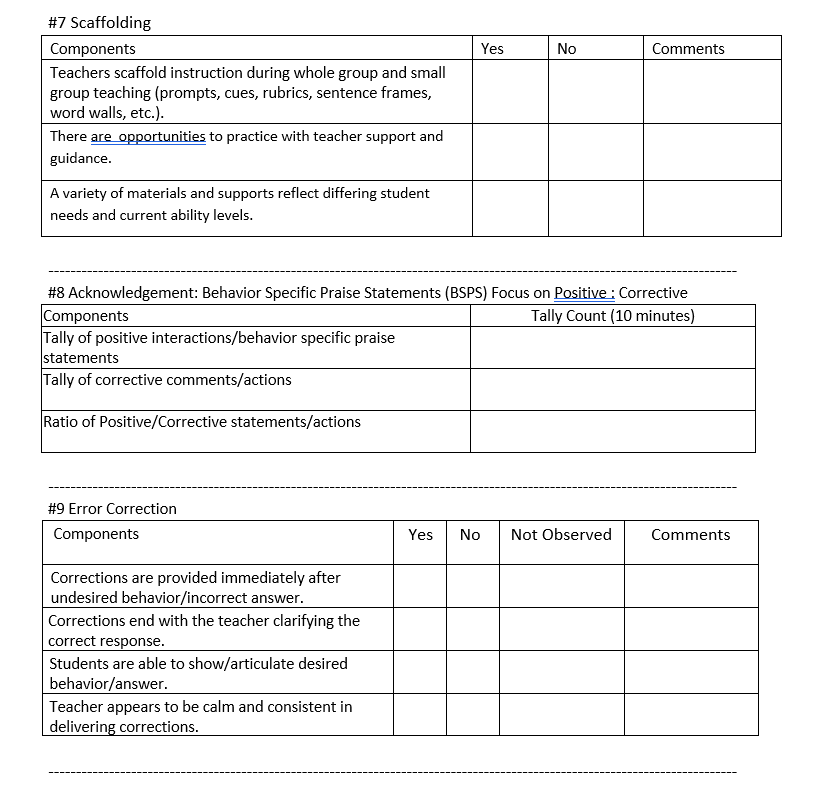 #7 Scaffolding
Components Yes No Comments
Teachers scaffold instruction during whole group and small
group teaching (prompts, cues, rubrics, sentence frames,
word walls, etc.).
There are  opportunities to practice with teacher support and
guidance.
A variety of materials and supports reflect differing student
needs and current ability levels.
#8 Acknowledgement: Behavior Specific Praise Statements (BSPS) Focus on Positive : Corrective
Components Tally Count (10 minutes)
Tally of positive interactions/behavior specific praise
statements
Tally of corrective comments/actions
Ratio of Positive/Corrective statements/actions
#9 Error Correction
Components Yes No Not Observed Comments
Corrections are provided immediately after
undesired behavior/incorrect answer.
Corrections end with the teacher clarifying the
correct response.
Students are able to show/articulate desired
behavior/answer.
Teacher appears to be calm and consistent in
delivering corrections.